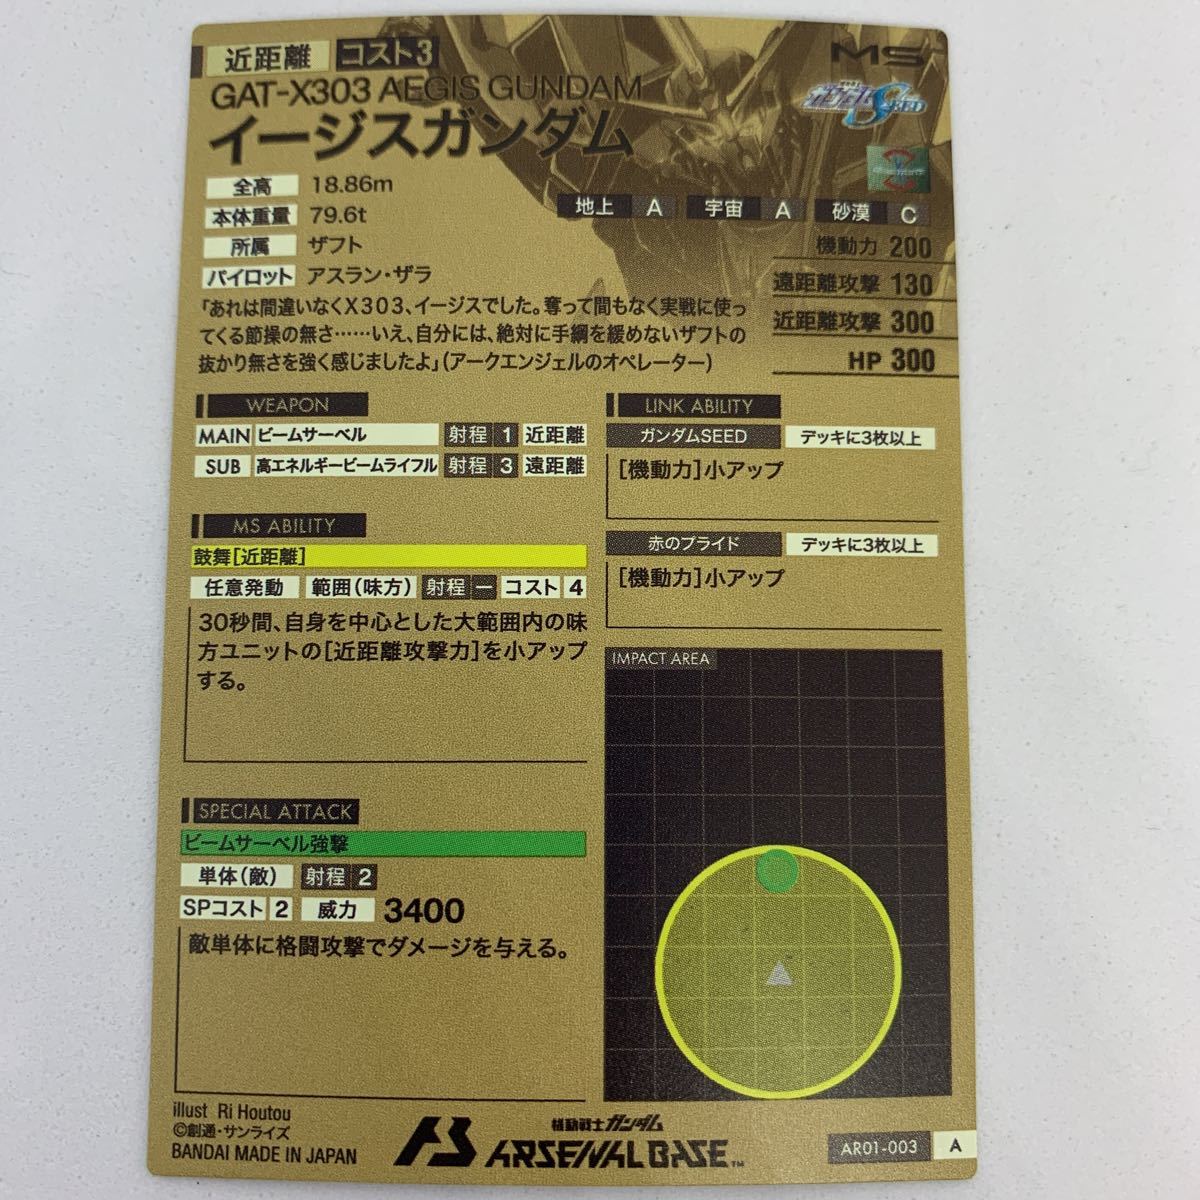 近距離 コスト3
MS
GAT-X303 AEGIS GUNDAM
イージスガンダム
ガンダムSEED
全高 18.86m
本体重量 79.6t
所属 ザフト
パイロット アスラン・ザラ
地上 A 宇宙 A 砂漠 C
機動力 200
遠距離攻撃 130
近距離攻撃 300
HP 300
「あれは間違いなくX303、イージスでした。奪って間もなく実戦に使っ
てくる節操の無さ……いえ、自分には、絶対に手綱を緩めないザフトの
抜かり無さを強く感じましたよ」(アークエンジェルのオペレーター)
WEAPON
MAIN ビームサーベル 射程 1 近距離
SUB 高エネルギービームライフル 射程 3 遠距離
MS ABILITY
鼓舞[近距離]
任意発動 範囲(味方) 射程 ー コスト 4
30秒間、自身を中心とした大範囲内の味
方ユニットの[近距離攻撃力]を小アップ
する。
SPECIAL ATTACK
ビームサーベル強撃
単体(敵) 射程 2
SPコスト 2 威力 3400
敵単体に格闘攻撃でダメージを与える。
LINK ABILITY
ガンダムSEED デッキに3枚以上
[機動力]小アップ
赤のプライド デッキに3枚以上
[機動力]小アップ
IMPACT AREA
illust Ri Houtou
©創通・サンライズ
BANDAI MADE IN JAPAN
機動戦士ガンダム
AB ARSENAL BASE™
AR01-003 A